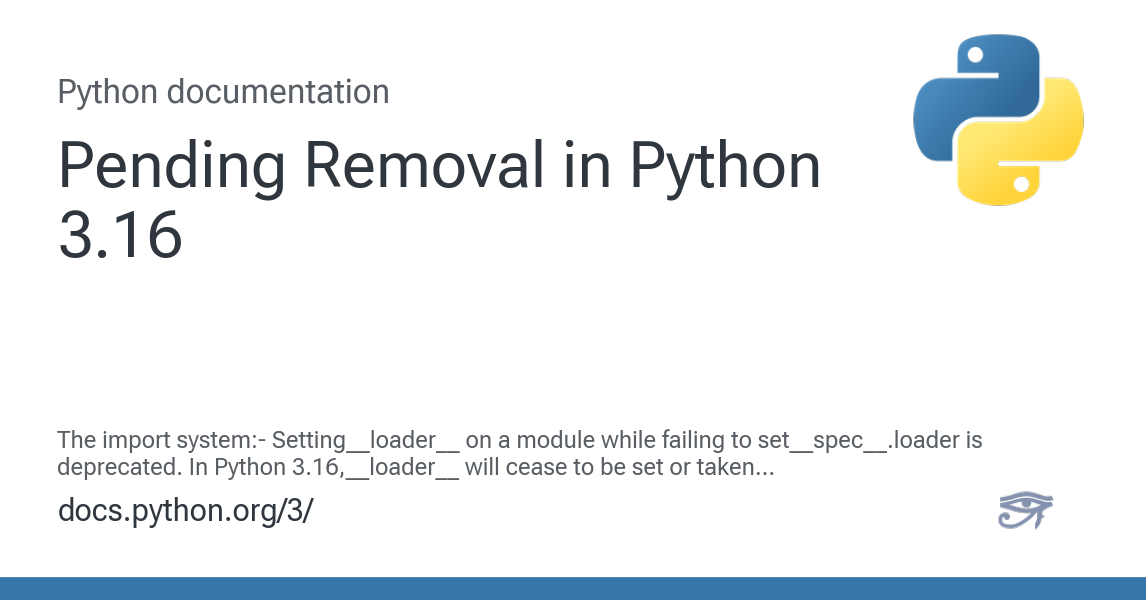 Python documentation
Pending Removal in Python
3.16
The import system:- Setting__loader__ on a module while failing to set__spec__.loader is
deprecated. In Python 3.16,__loader__ will cease to be set or taken...
docs.python.org/3/